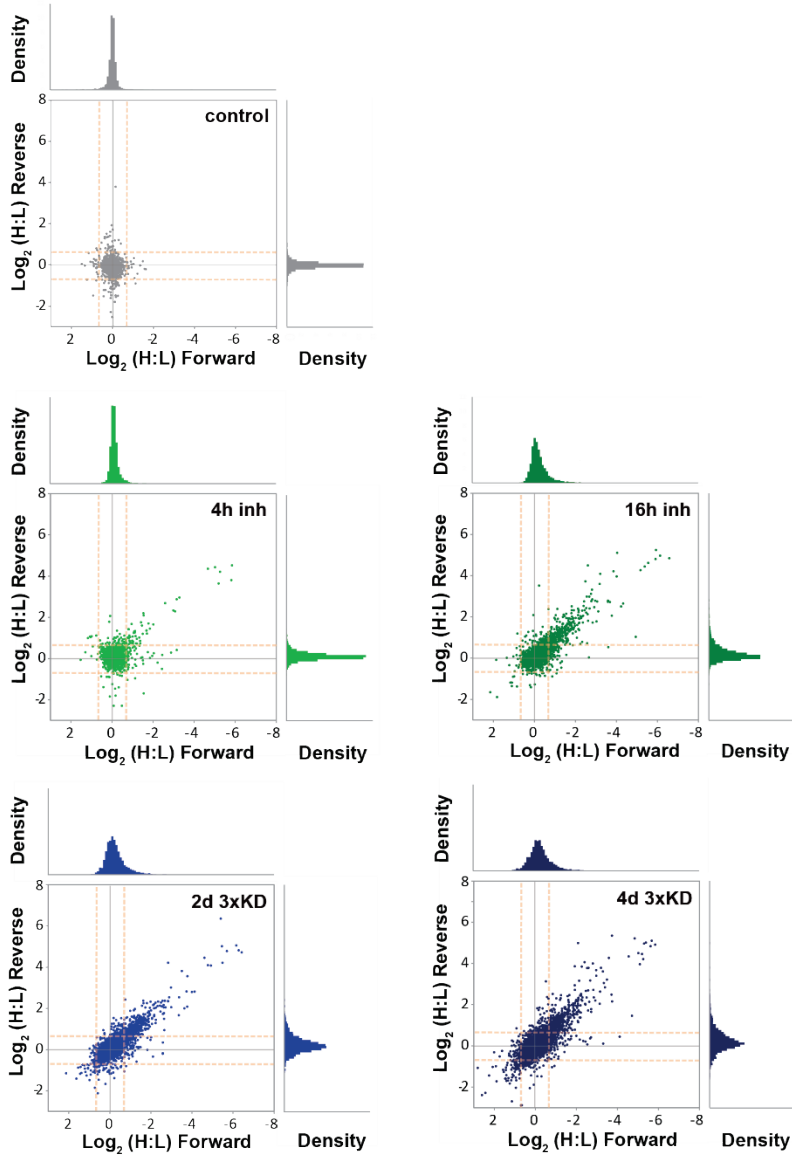 Density
control
8
6
4
2
0
-2
Log2 (H:L) Reverse
2 0 -2 -4 -6 -8
Log2 (H:L) Forward
Density
Density
4h inh
8
6
4
2
0
-2
Log2 (H:L) Reverse
2 0 -2 -4 -6 -8
Log2 (H:L) Forward
Density
Density
16h inh
8
6
4
2
0
-2
Log2 (H:L) Reverse
2 0 -2 -4 -6 -8
Log2 (H:L) Forward
Density
Density
2d 3xKD
8
6
4
2
0
-2
Log2 (H:L) Reverse
2 0 -2 -4 -6 -8
Log2 (H:L) Forward
Density
Density
4d 3xKD
8
6
4
2
0
-2
Log2 (H:L) Reverse
2 0 -2 -4 -6 -8
Log2 (H:L) Forward
Density